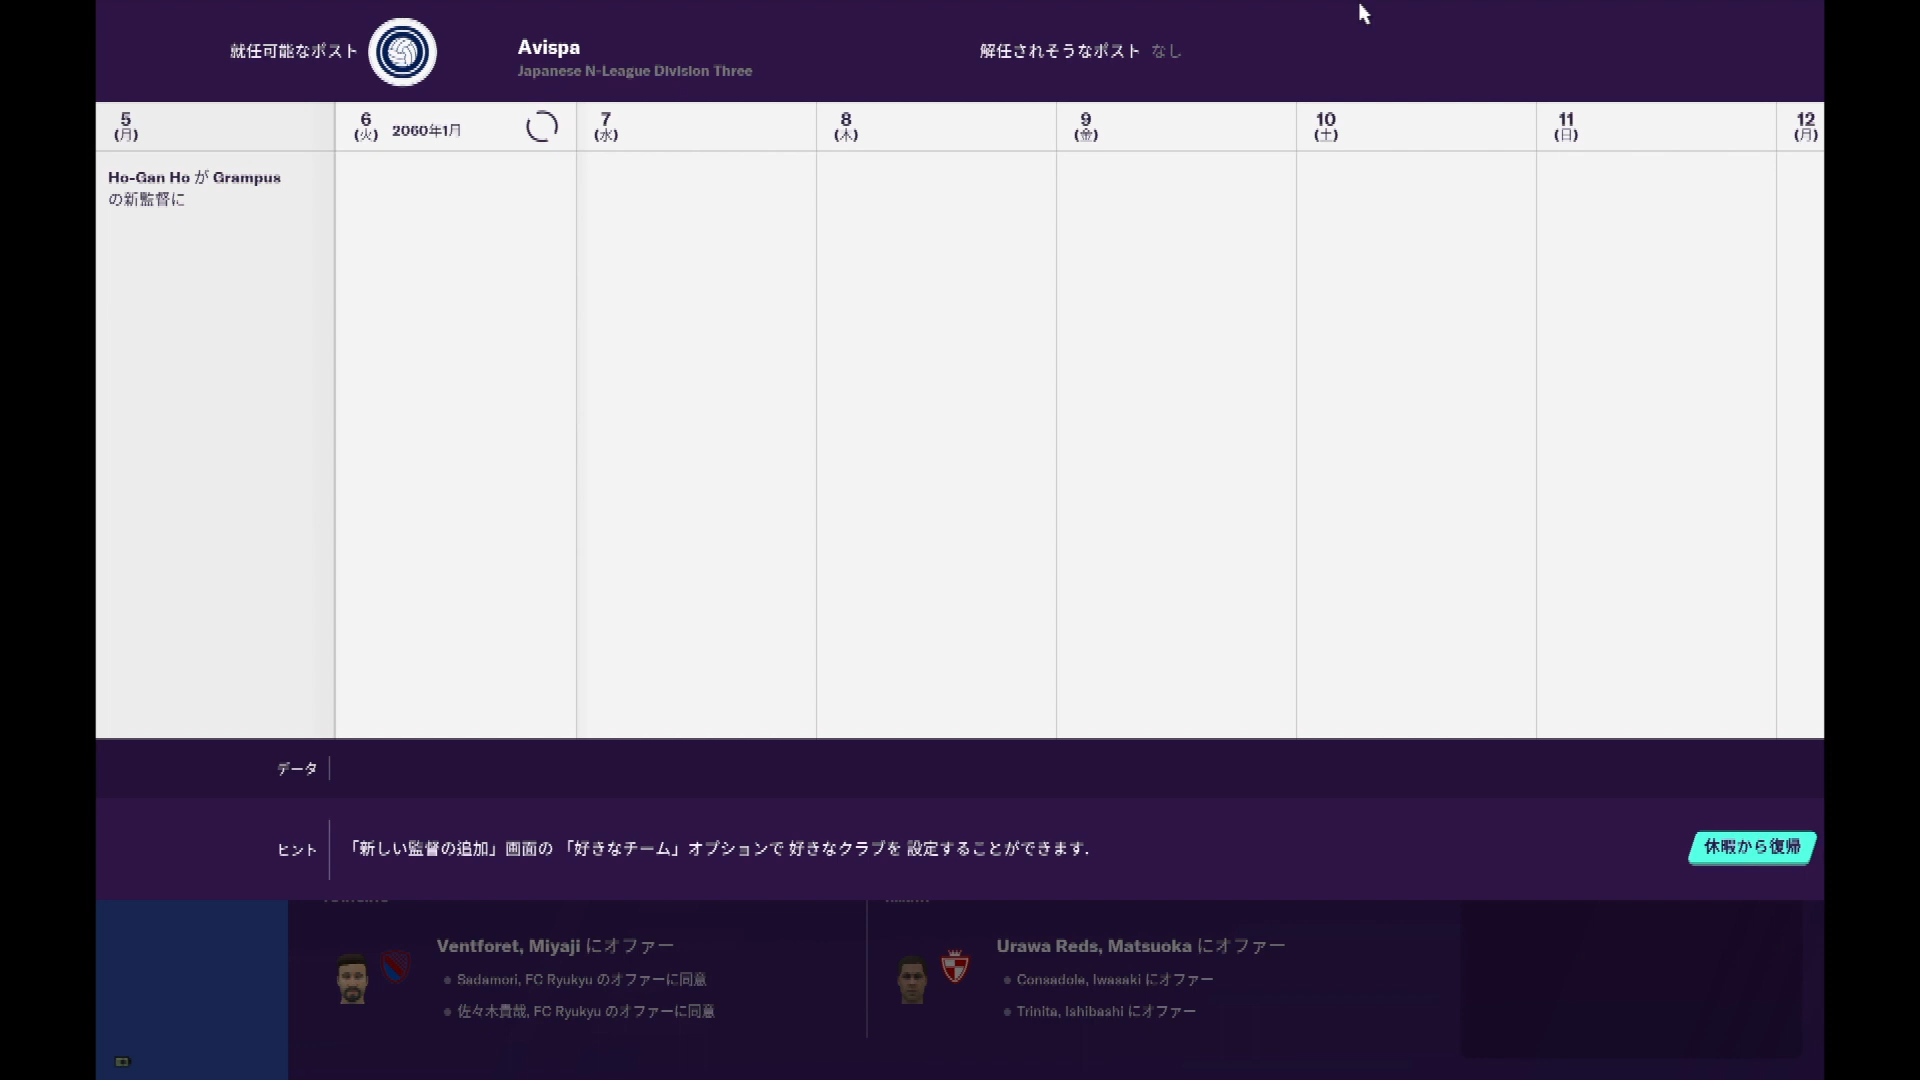 就任可能なポスト
Avispa
Japanese N-League Division Three
解任されそうなポスト なし
5
(月)
6
(火) 2060年1月
7
(水)
8
(木)
9
(金)
10
(土)
11
(日)
12
(月)
Ho-Gan Ho が Grampus
の新監督に
データ
ヒント
「新しい監督の追加」画面の 「好きなチーム」オプションで 好きなクラブを 設定することができます.
休暇から復帰
Ventforet, Miyaji にオファー
Sadamori, FC Ryukyu のオファーに同意
佐々木貴哉, FC Ryukyu のオファーに同意
Urawa Reds, Matsuoka にオファー
Consadole, Iwasaki にオファー
Trinita, Ishibashi にオファー